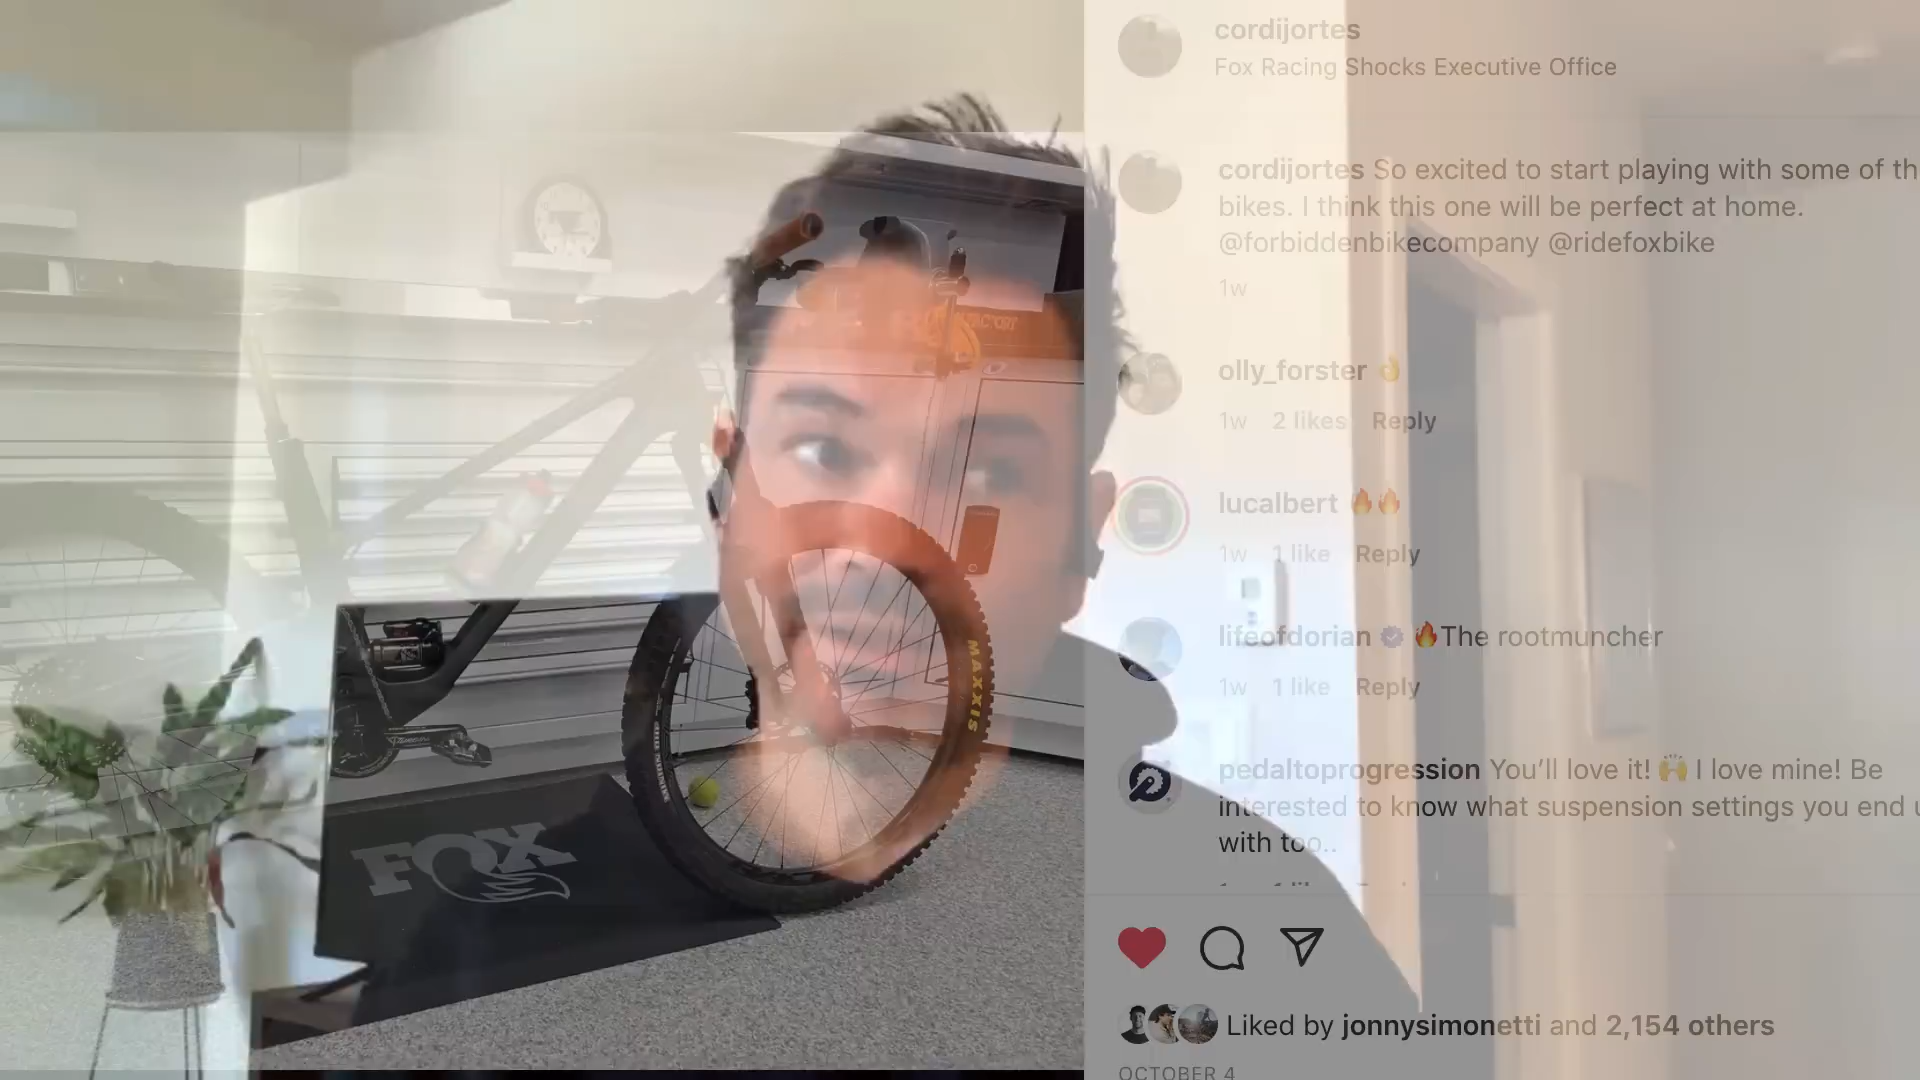 cordijortes
Fox Racing Shocks Executive Office
cordijortes So excited to start playing with some of
bikes. I think this one will be perfect at home.
@forbiddenbikecompany @ridefoxbike
1w
olly_forster 👌
1w 2 likes Reply
lucalbert 🔥🔥
1w 1 like Reply
lifeofdorian 🔥The rootmuncher
1w 1 like Reply
pedaltoprogression You’ll love it! 🙌 I love mine! Be
interested to know what suspension settings you end
with too..
Liked by jonnysimonetti and 2,154 others
OCTOBER 4
MAXXIS
FOX